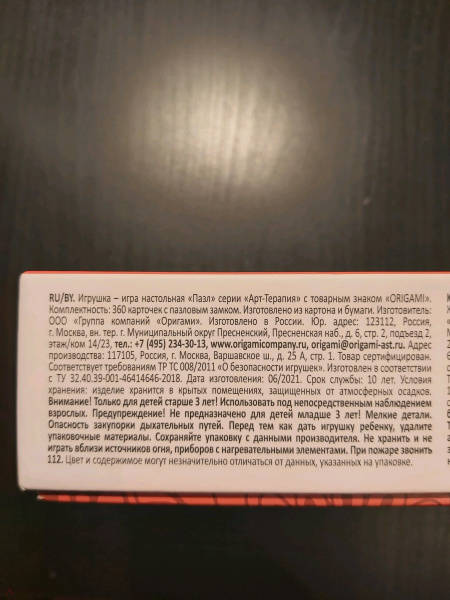 RU/BY. Игрушка – игра настольная «Пазл» серии «Арт-Терапия» с товарным знаком «ORIGAMI».
Комплектность: 360 карточек с пазловым замком. Изготовлено из картона и бумаги. Изготовитель:
ООО «Группа компаний «Оригами». Изготовлено в России. Юр. адрес: 123112, Россия,
г. Москва, вн. тер. г. Муниципальный округ Пресненский, Пресненская наб., д. 6, стр. 2, подъезд 2,
этаж/ком 14/23, тел.: +7 (495) 234-30-13, www.origamicompany.ru, origami@origami-ast.ru. Адрес
производства: 117105, Россия, г. Москва, Варшавское ш., д. 25 А, стр. 1. Товар сертифицирован.
Соответствует требованиям ТР ТС 008/2011 «О безопасности игрушек». Изготовлен в соответствии
с ТУ 32.40.39-001-46414646-2018. Дата изготовления: 06/2021. Срок службы: 10 лет. Условия
хранения: изделие хранить в крытых помещениях, защищенных от атмосферных осадков.
Внимание! Только для детей старше 3 лет! Использовать под непосредственным наблюдением
взрослых. Предупреждение! Не предназначено для детей младше 3 лет! Мелкие детали.
Опасность закупорки дыхательных путей. Перед тем как дать игрушку ребенку, удалите
упаковочные материалы. Сохраняйте упаковку с данными производителя. Не хранить и не
играть вблизи источников огня, приборов с нагревательными элементами. При пожаре звонить
112. Цвет и содержимое могут незначительно отличаться от данных, указанных на упаковке.